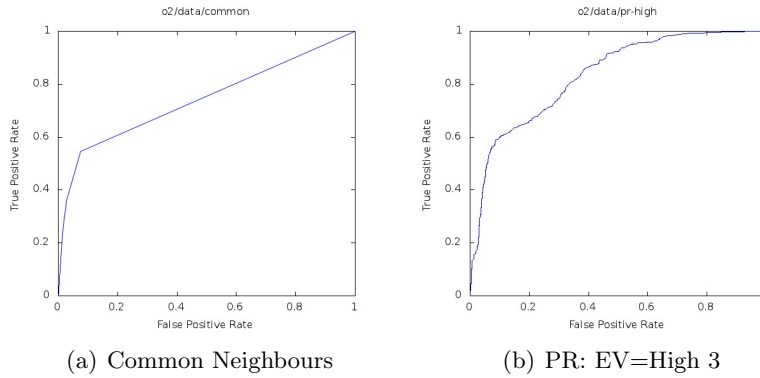 o2/data/common
1
0.8
0.6
0.4
0.2
0
True Positive Rate
0 0.2 0.4 0.6 0.8 1
False Positive Rate
(a) Common Neighbours
o2/data/pr-high
1
0.8
0.6
0.4
0.2
0
True Positive Rate
0 0.2 0.4 0.6 0.8
False Positive Rate
(b) PR: EV=High 3